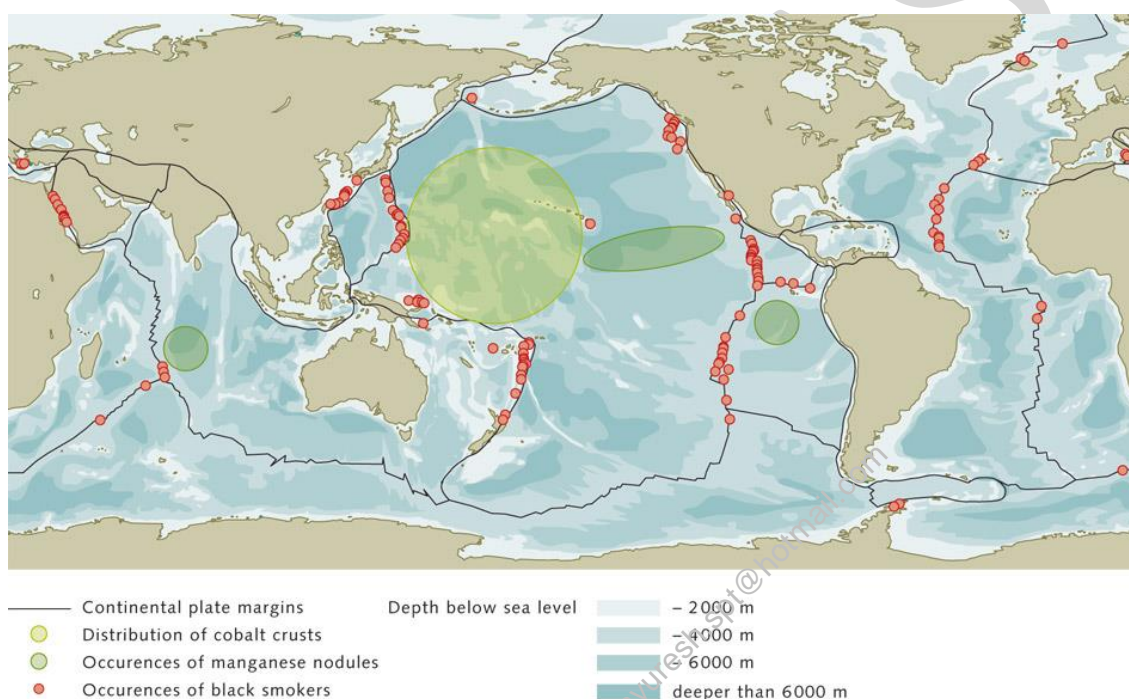 Continental plate margins
Distribution of cobalt crusts
Occurences of manganese nodules
Occurences of black smokers
Depth below sea level
– 2000 m
– 4000 m
– 6000 m
deeper than 6000 m